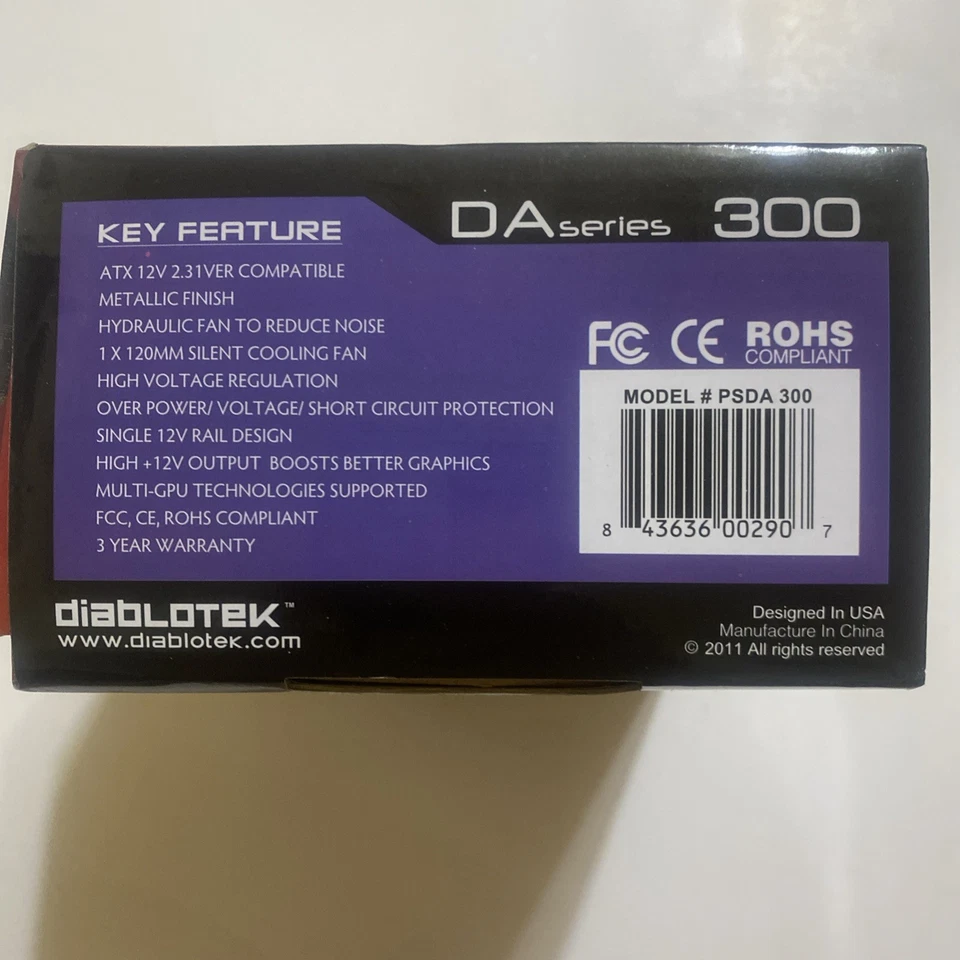 DA series 300
KEY FEATURE
ATX 12V 2.31VER COMPATIBLE
METALLIC FINISH
HYDRAULIC FAN TO REDUCE NOISE
1 X 120MM SILENT COOLING FAN
HIGH VOLTAGE REGULATION
OVER POWER/ VOLTAGE/ SHORT CIRCUIT PROTECTION
SINGLE 12V RAIL DESIGN
HIGH +12V OUTPUT BOOSTS BETTER GRAPHICS
MULTI-GPU TECHNOLOGIES SUPPORTED
FCC, CE, ROHS COMPLIANT
3 YEAR WARRANTY
FC CE ROHS
COMPLIANT
MODEL # PSDA 300
8 43636 00290 7
diabLOTEK™
www.diablotek.com
Designed In USA
Manufacture In China
© 2011 All rights reserved